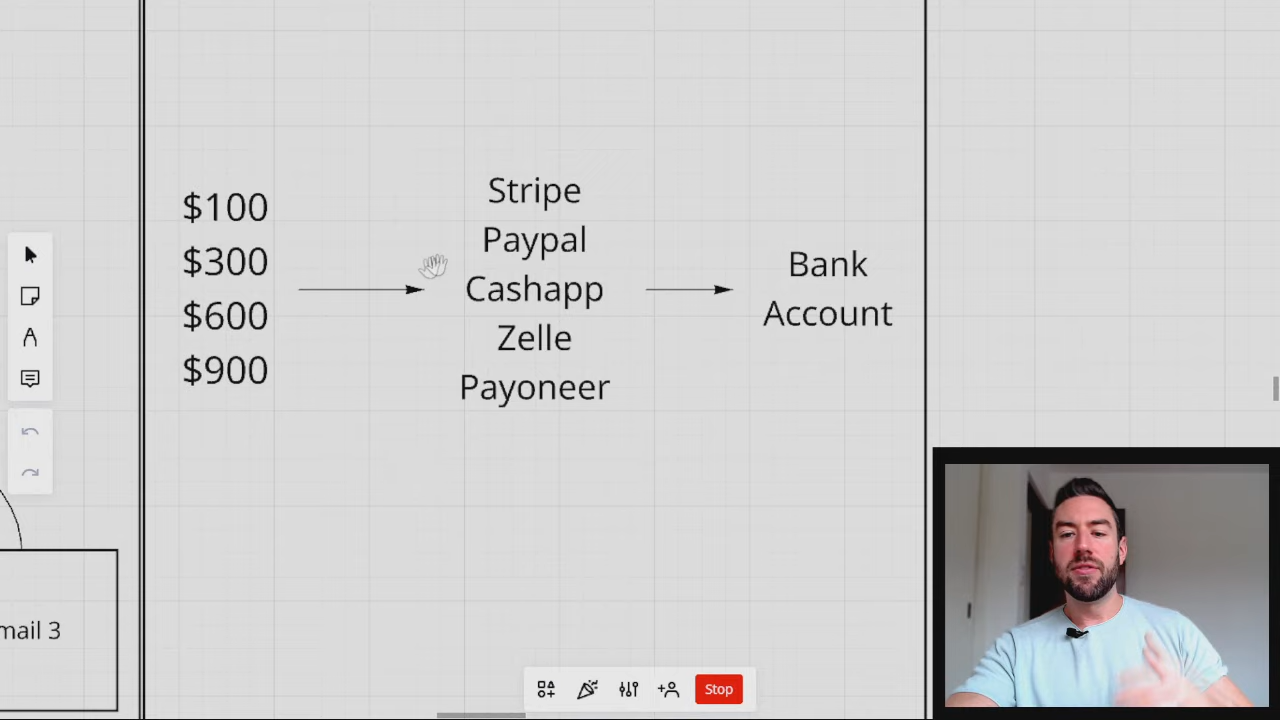 $100
$300
$600
$900
Stripe
Paypal
Cashapp
Zelle
Payoneer
Bank
Account
mail 3
Stop